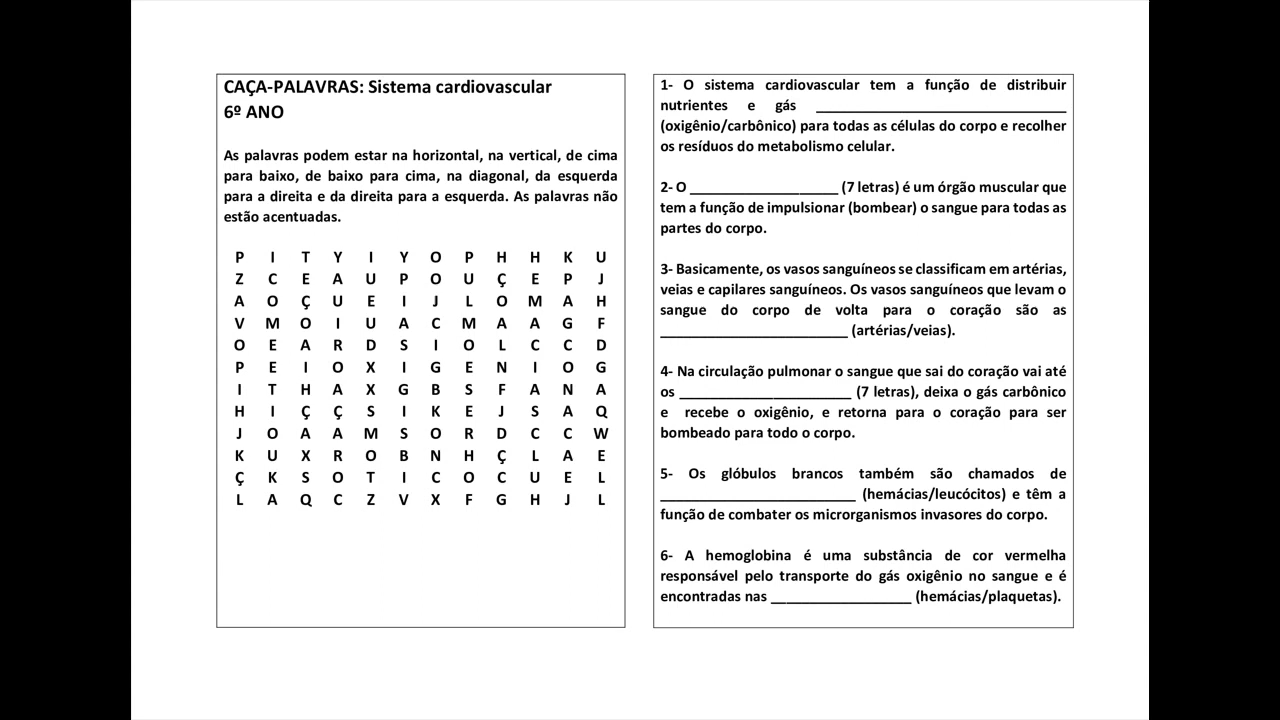 CAÇA-PALAVRAS: Sistema cardiovascular
6º ANO
As palavras podem estar na horizontal, na vertical, de cima
para baixo, de baixo para cima, na diagonal, da esquerda
para a direita e da direita para a esquerda. As palavras não
estão acentuadas.
P I T Y I Y O P H H K U
Z C E A U P O U Ç E P J
A O Ç U E I J L O M A H
V M O I U A C M A A G F
O E A R D S I O L C C D
P E I O X I G E N I O G
I T H A X G B S F A N A
H I Ç Ç S I K E J S A Q
J O A A M S O R D C C W
K U X R O B N H Ç L A E
Ç K S O T I C O C U E L
L A Q C Z V X F G H J L
1- O sistema cardiovascular tem a função de distribuir
nutrientes e gás ________________________________
(oxigênio/carbônico) para todas as células do corpo e recolher
os resíduos do metabolismo celular.
2- O ___________________ (7 letras) é um órgão muscular que
tem a função de impulsionar (bombear) o sangue para todas as
partes do corpo.
3- Basicamente, os vasos sanguíneos se classificam em artérias,
veias e capilares sanguíneos. Os vasos sanguíneos que levam o
sangue do corpo de volta para o coração são as
________________________ (artérias/veias).
4- Na circulação pulmonar o sangue que sai do coração vai até
os ______________________ (7 letras), deixa o gás carbônico
e recebe o oxigênio, e retorna para o coração para ser
bombeado para todo o corpo.
5- Os glóbulos brancos também são chamados de
_________________________ (hemácias/leucócitos) e têm a
função de combater os microrganismos invasores do corpo.
6- A hemoglobina é uma substância de cor vermelha
responsável pelo transporte do gás oxigênio no sangue e é
encontradas nas __________________ (hemácias/plaquetas).